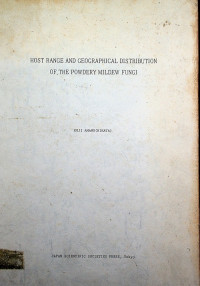 HOST RANGE AND GEOGRAPHICAL DISTRIBUTION
OF THE POWDERY MILDEW FUNGI
JAPAN SCIENTIFIC SOCIETIES PRESS, Tokyo